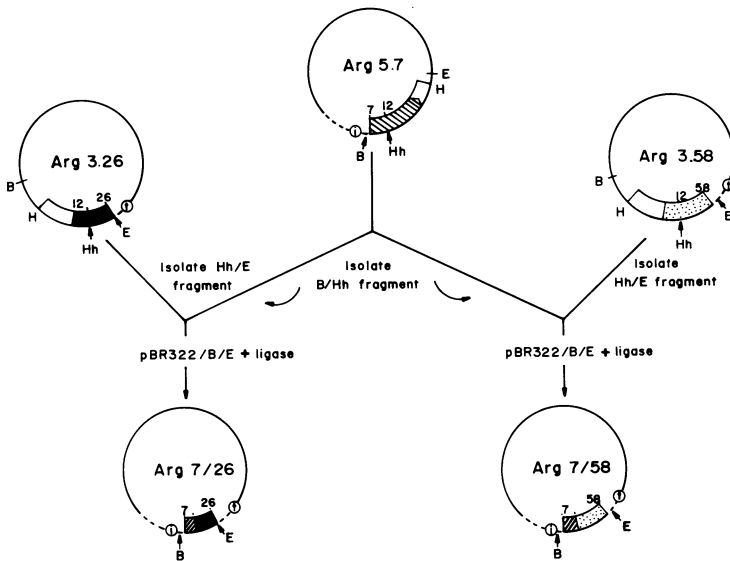 Arg 5.7
E
H
7
12
i
B
Hh
Arg 3.26
B
H
12
26
t
E
Hh
Arg 3.58
B
H
12
58
t
E
Hh
Isolate Hh/E
fragment
Isolate
B/Hh fragment
Isolate
Hh/E fragment
pBR322/B/E + ligase
pBR322/B/E + ligase
Arg 7/26
7
26
t
i
B
E
Arg 7/58
7
58
t
i
B
E